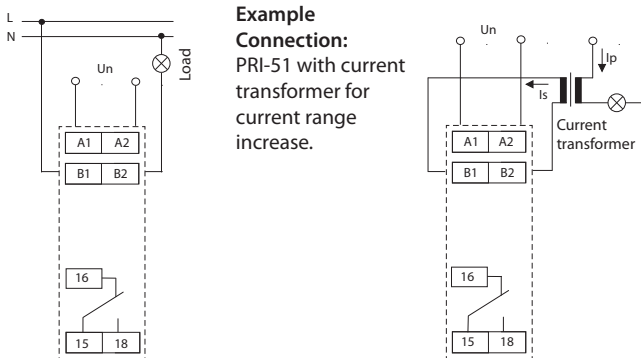 L
N
Un
Load
A1 A2
B1 B2
16
15 18
Example
Connection:
PRI-51 with current
transformer for
current range
increase.
Un
Ip
Is
Current
transformer
A1 A2
B1 B2
16
15 18